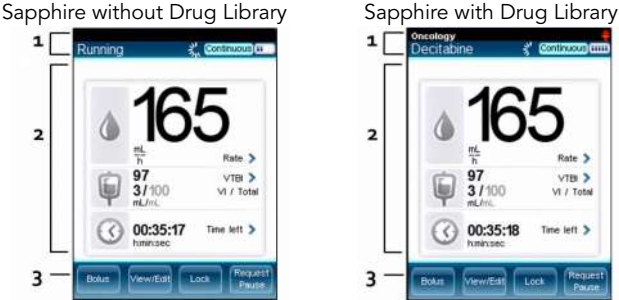 Sapphire without Drug Library
1
Running
Continuous
165
mL
h
Rate
2
97
VTBI
3/100
VI / Total
mL/mL
00:35:17
Time left
h:min:sec
3
Bolus
View/Edit
Lock
Request
Pause
Sapphire with Drug Library
1
Oncology
Decitabine
Continuous
165
mL
h
Rate
2
97
VTBI
3/100
VI / Total
mL/mL
00:35:18
Time left
h:min:sec
3
Bolus
View/Edit
Lock
Request
Pause